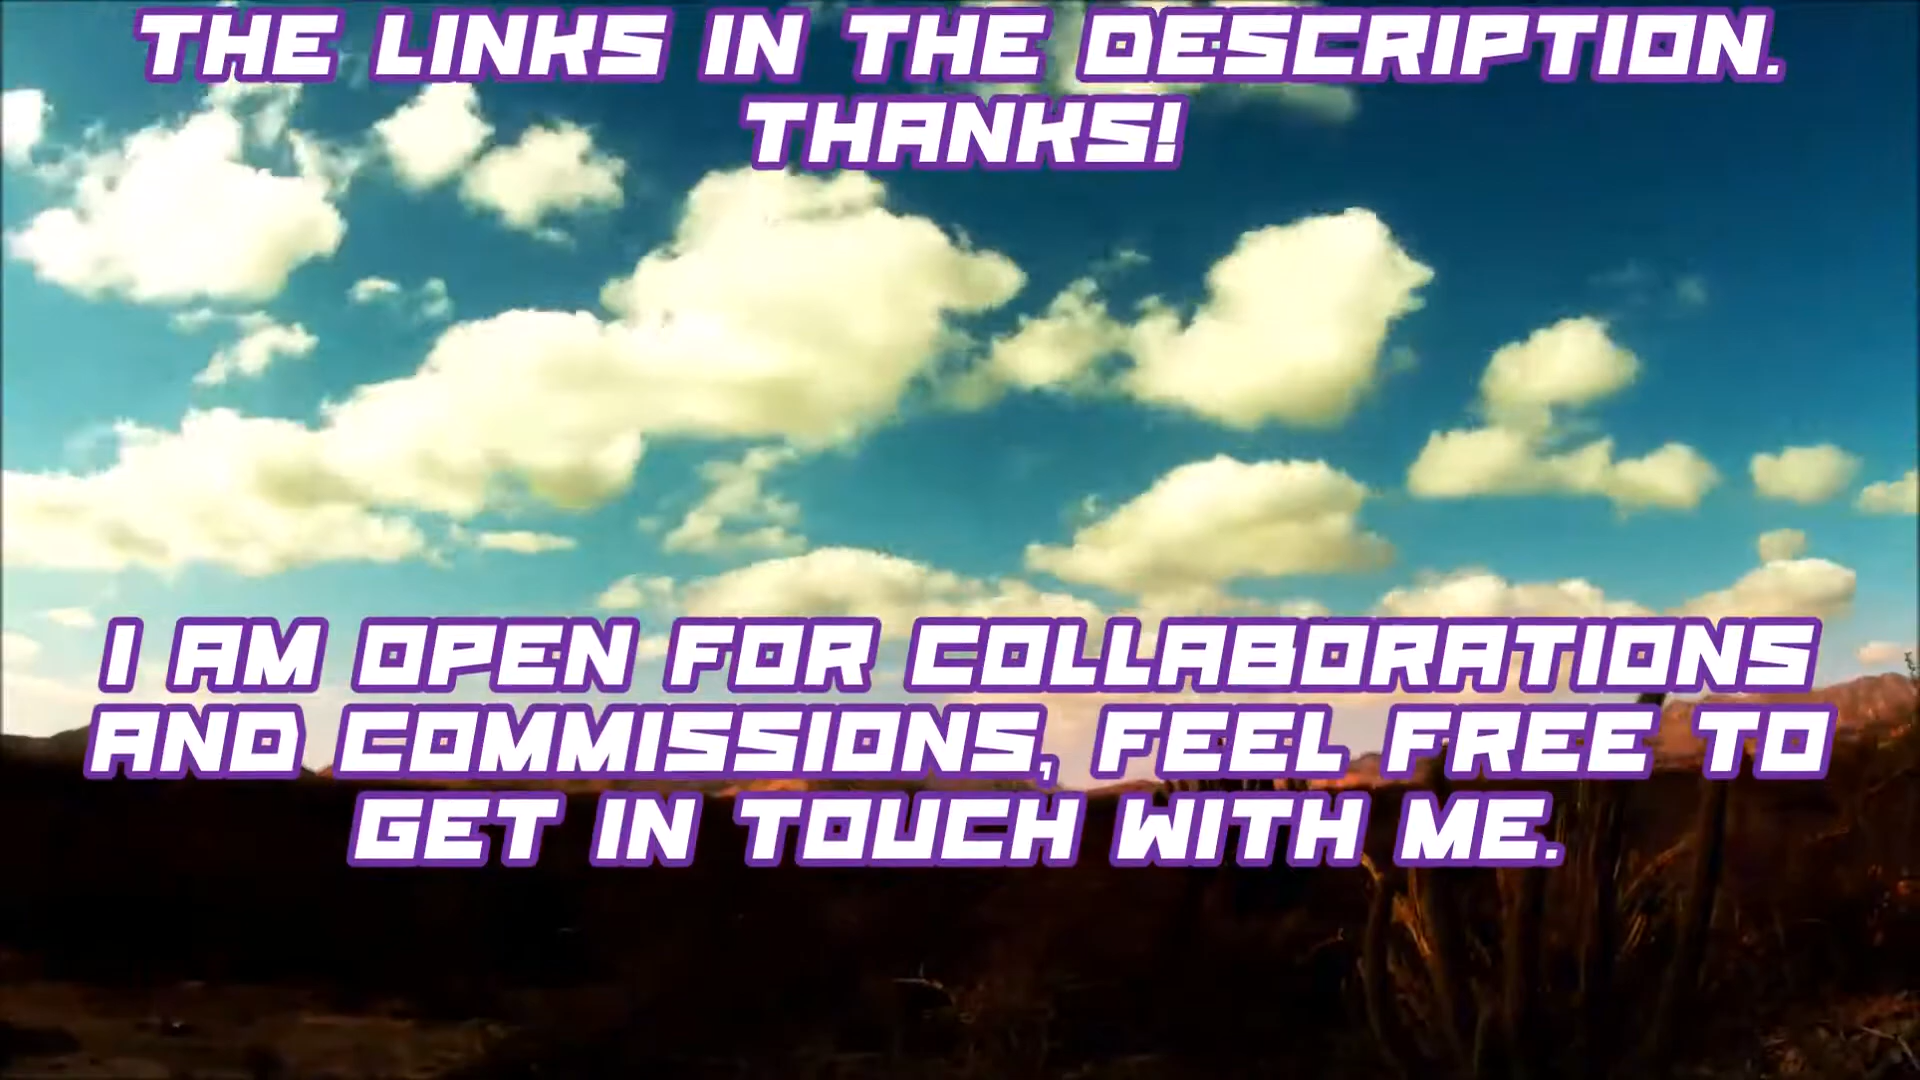 THE LINKS IN THE DESCRIPTION.
THANKS!
I AM OPEN FOR COLLABORATIONS
AND COMMISSIONS, FEEL FREE TO
GET IN TOUCH WITH ME.